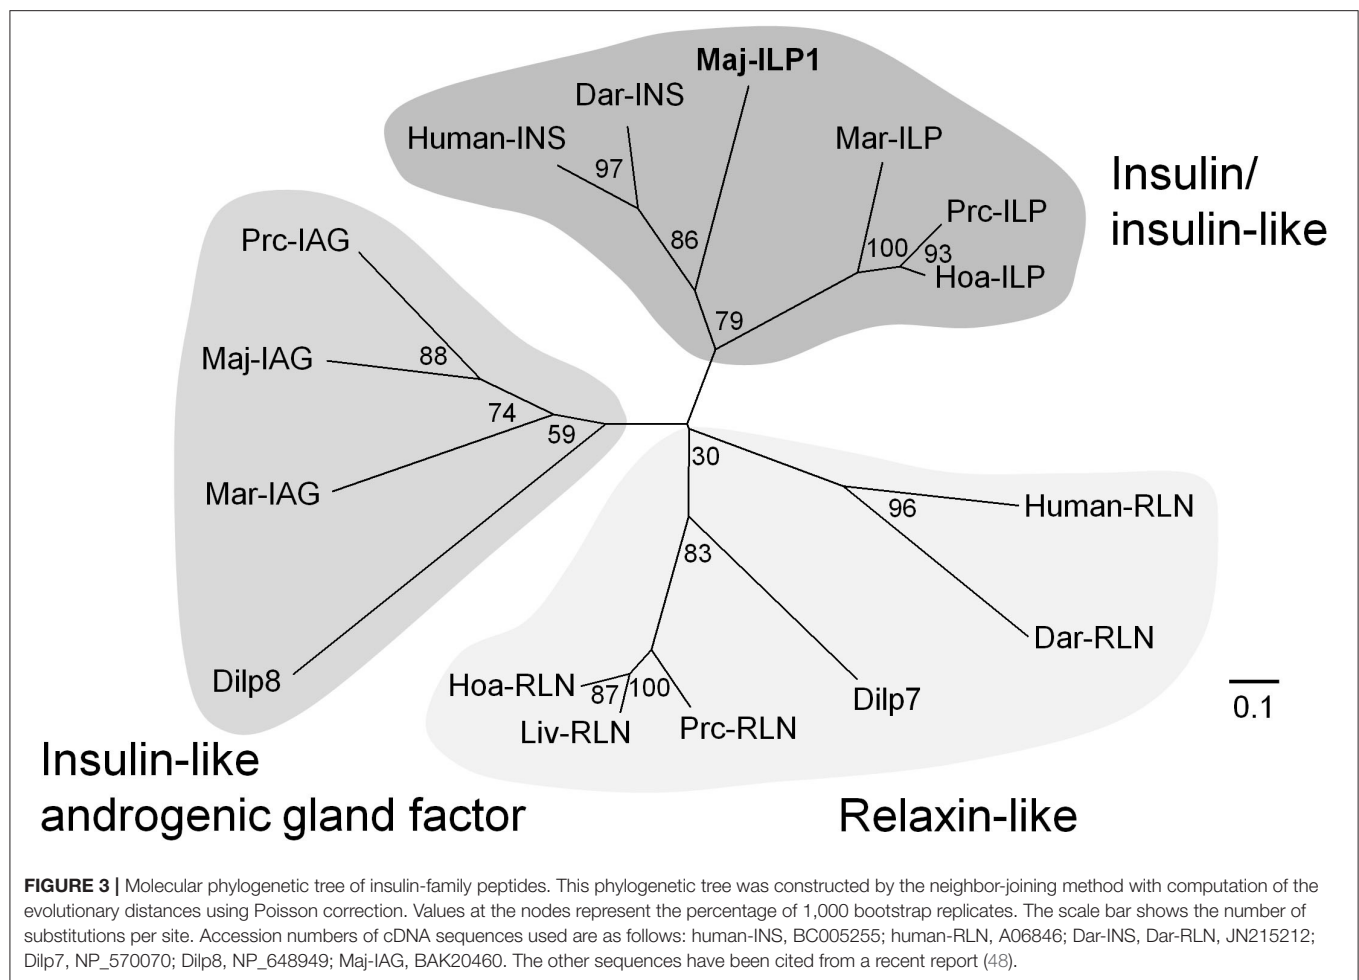 Maj-ILP1
Dar-INS
Human-INS
Mar-ILP
97
Insulin/
insulin-like
Prc-ILP
Prc-IAG
86
100
93
Hoa-ILP
79
Maj-IAG
88
74
59
30
Mar-IAG
Human-RLN
96
83
Dar-RLN
Dilp8
Hoa-RLN
87
100
Dilp7
0.1
Liv-RLN
Prc-RLN
Insulin-like
androgenic gland factor
Relaxin-like
FIGURE 3 | Molecular phylogenetic tree of insulin-family peptides. This phylogenetic tree was constructed by the neighbor-joining method with computation of the
evolutionary distances using Poisson correction. Values at the nodes represent the percentage of 1,000 bootstrap replicates. The scale bar shows the number of
substitutions per site. Accession numbers of cDNA sequences used are as follows: human-INS, BC005255; human-RLN, A06846; Dar-INS, Dar-RLN, JN215212;
Dilp7, NP_570070; Dilp8, NP_648949; Maj-IAG, BAK20460. The other sequences have been cited from a recent report (48).